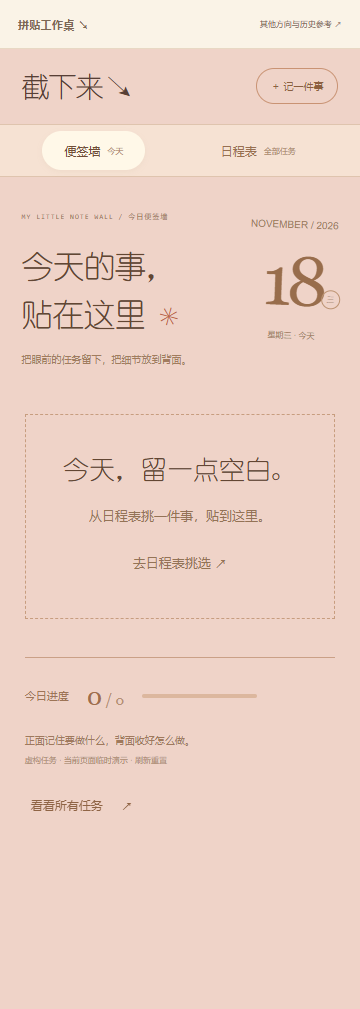 拼贴工作桌 ↘
其他方向与历史参考 ↗
截下来↘
+ 记一件事
便签墙 今天
日程表 全部任务
MY LITTLE NOTE WALL / 今日便签墙
NOVEMBER / 2026
今天的事，
贴在这里
18
三
星期三 · 今天
把眼前的任务留下，把细节放到背面。
今天，留一点空白。
从日程表挑一件事，贴到这里。
去日程表挑选 ↗
今日进度 0 / 0
正面记住要做什么，背面收好怎么做。
虚构任务 · 当前页面临时演示 · 刷新重置
看看所有任务 ↗